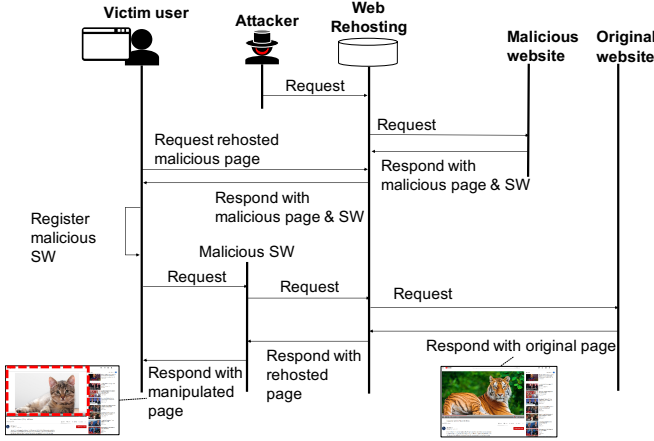 Victim user
Attacker
Web
Rehosting
Malicious
website
Original
website
Request
Request
Request rehosted
malicious page
Respond with
malicious page & SW
Respond with
malicious page & SW
Register
malicious
SW
Malicious SW
Request
Request
Request
Respond with original page
Respond with
rehosted
page
Respond with
manipulated
page